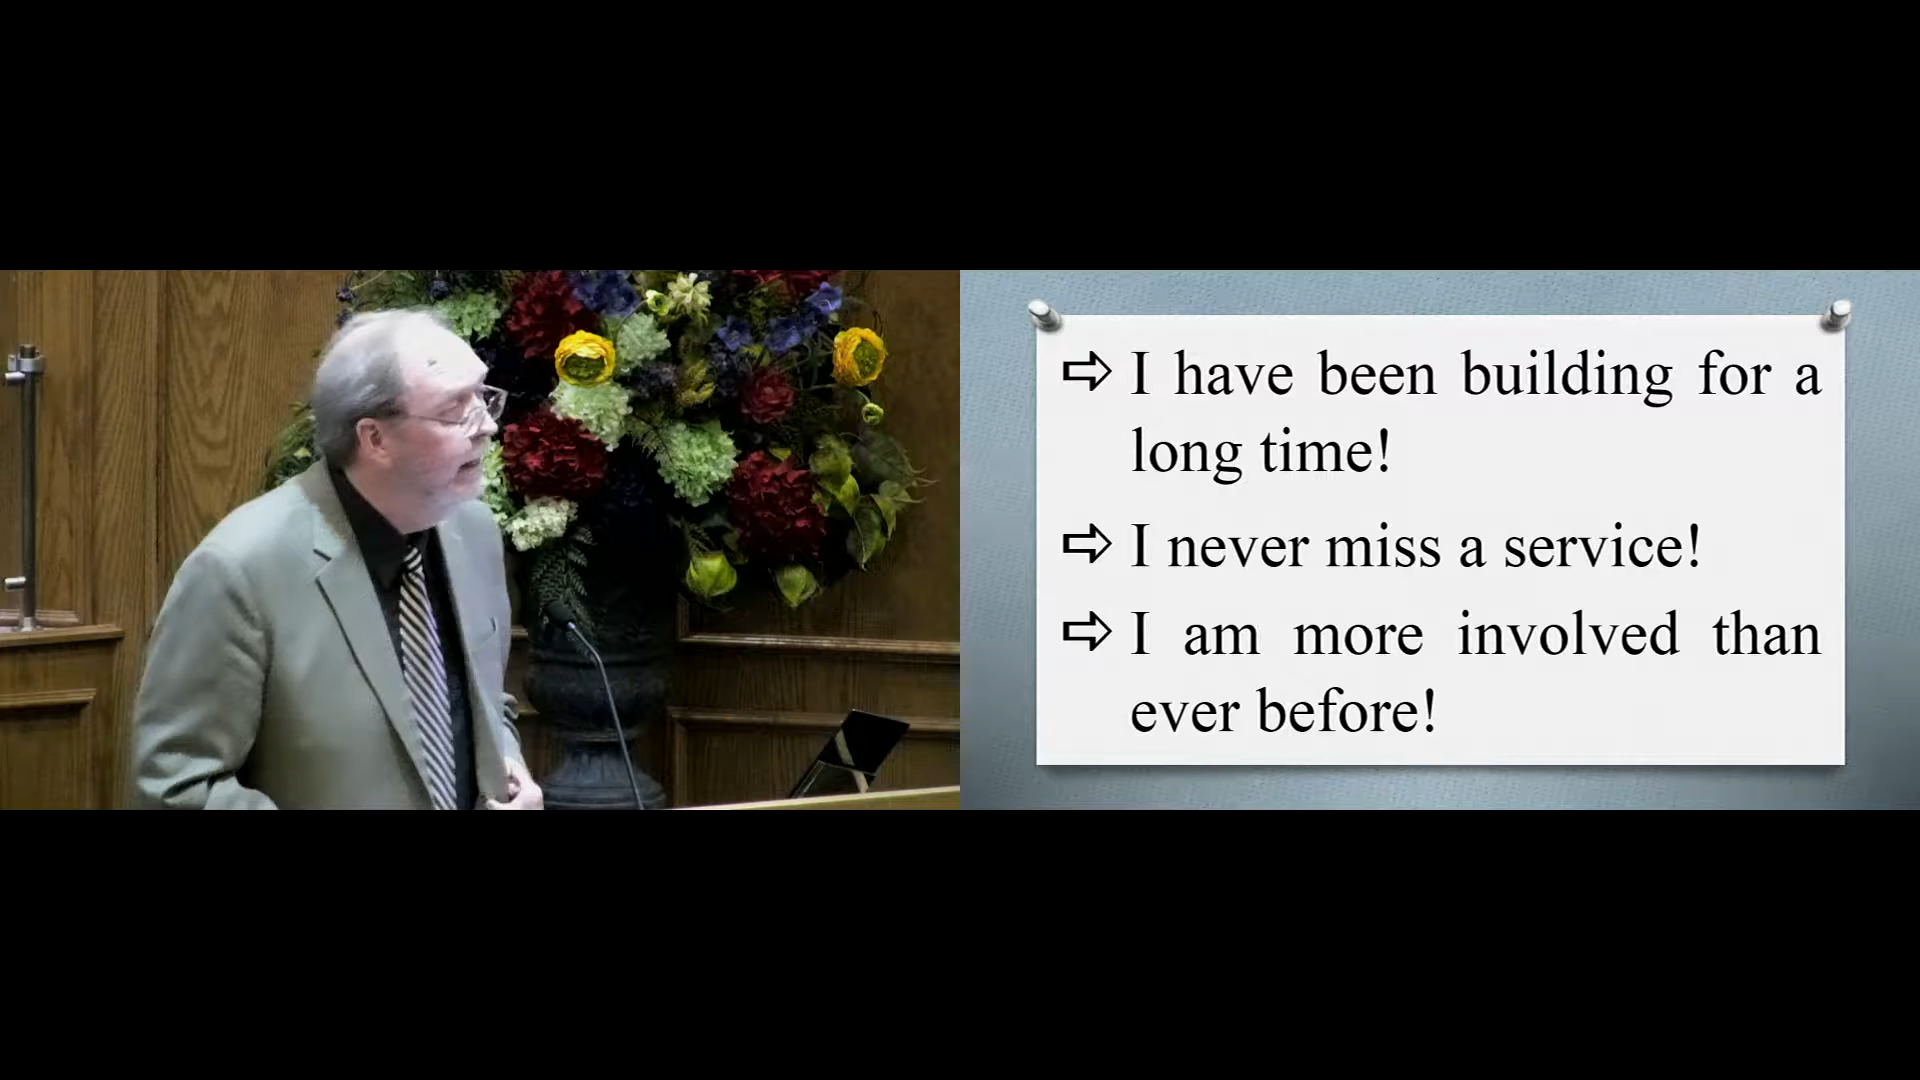 ⇨ I have been building for a
long time!
⇨ I never miss a service!
⇨ I am more involved than
ever before!